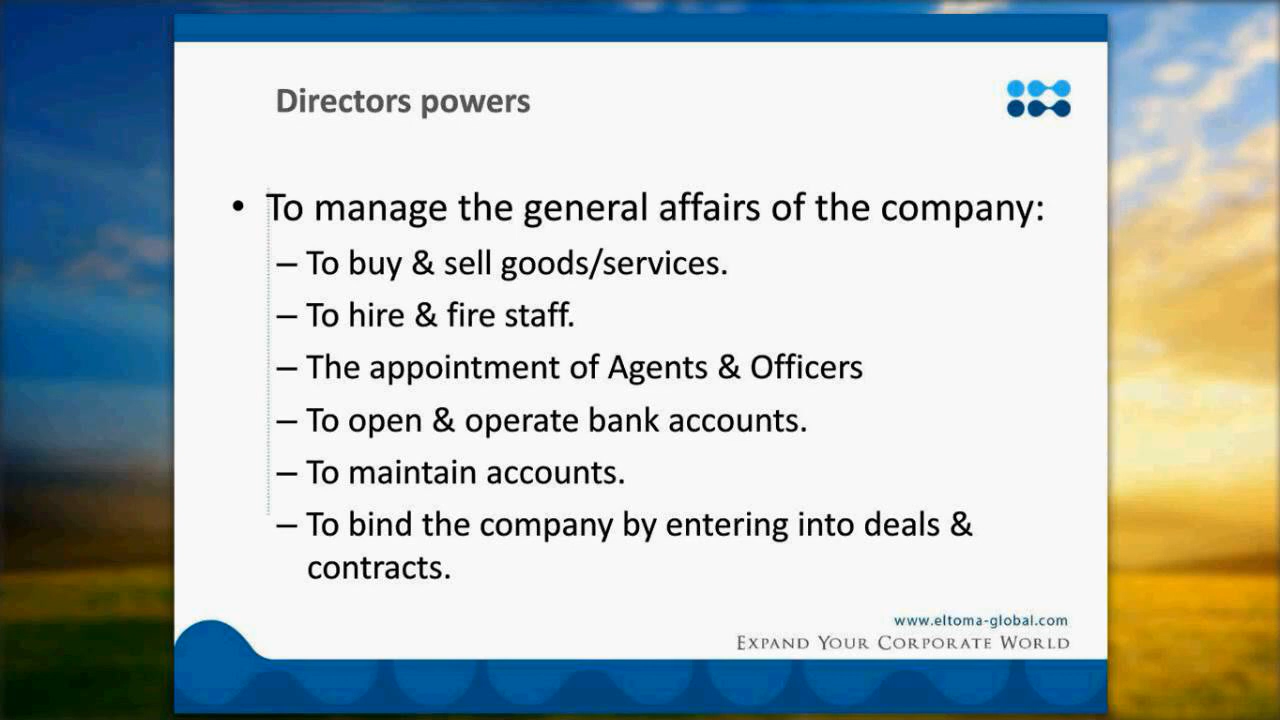 Directors powers
• To manage the general affairs of the company:
– To buy & sell goods/services.
– To hire & fire staff.
– The appointment of Agents & Officers
– To open & operate bank accounts.
– To maintain accounts.
– To bind the company by entering into deals &
contracts.
www.eltoma-global.com
EXPAND YOUR CORPORATE WORLD